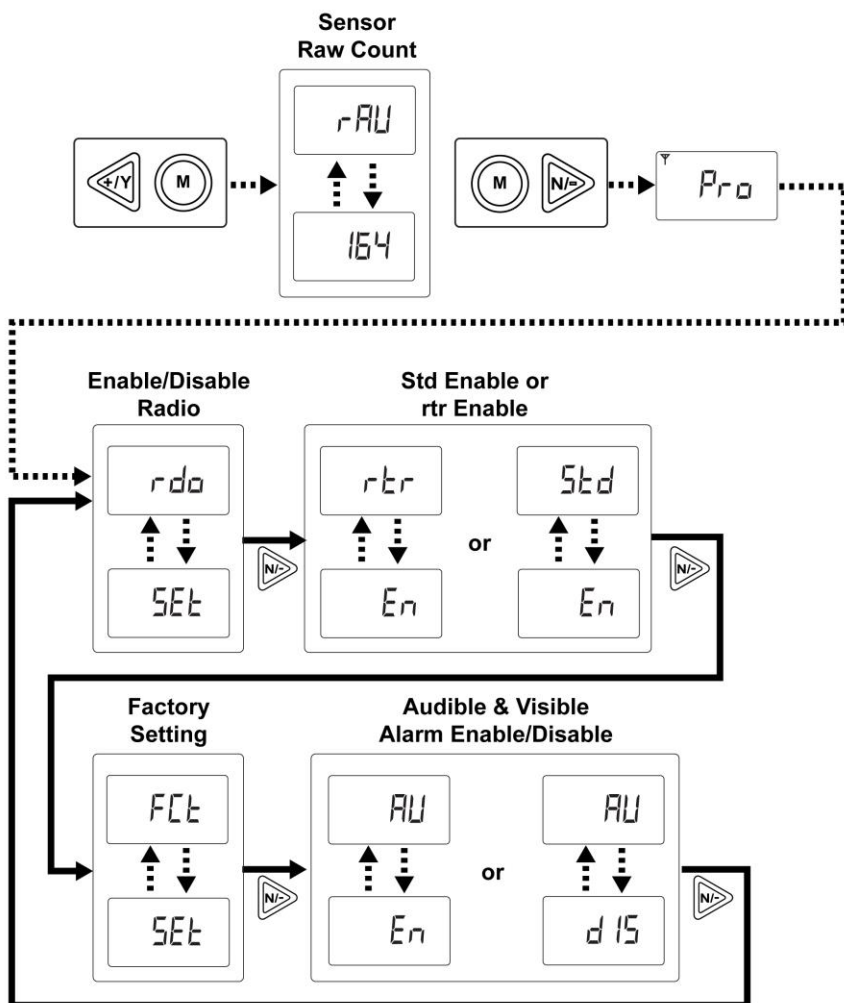 Sensor
Raw Count
rAU
+/Y M
M N/-
Pro
164
Enable/Disable
Radio
Std Enable or
rtr Enable
rdo
rtr
Std
or
N/-
N/-
SEt
En
En
Factory
Setting
Audible & Visible
Alarm Enable/Disable
FCt
AU
AU
or
N/-
N/-
SEt
En
dIS